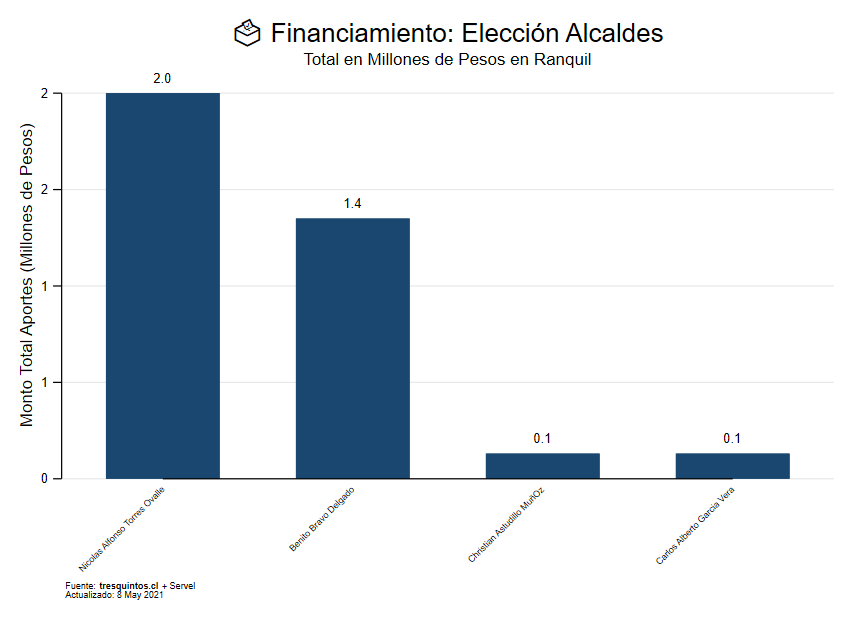 Financiamiento: Elección Alcaldes
Total en Millones de Pesos en Ranquil
Monto Total Aportes (Millones de Pesos)
2
2
1
1
0
2.0
1.4
0.1
0.1
Nicolas Alfonso Torres Ovalle
Benito Bravo Delgado
Christian Astudillo MuñOz
Carlos Alberto Garcia Vera
Fuente: tresquintos.cl + Servel
Actualizado: 8 May 2021